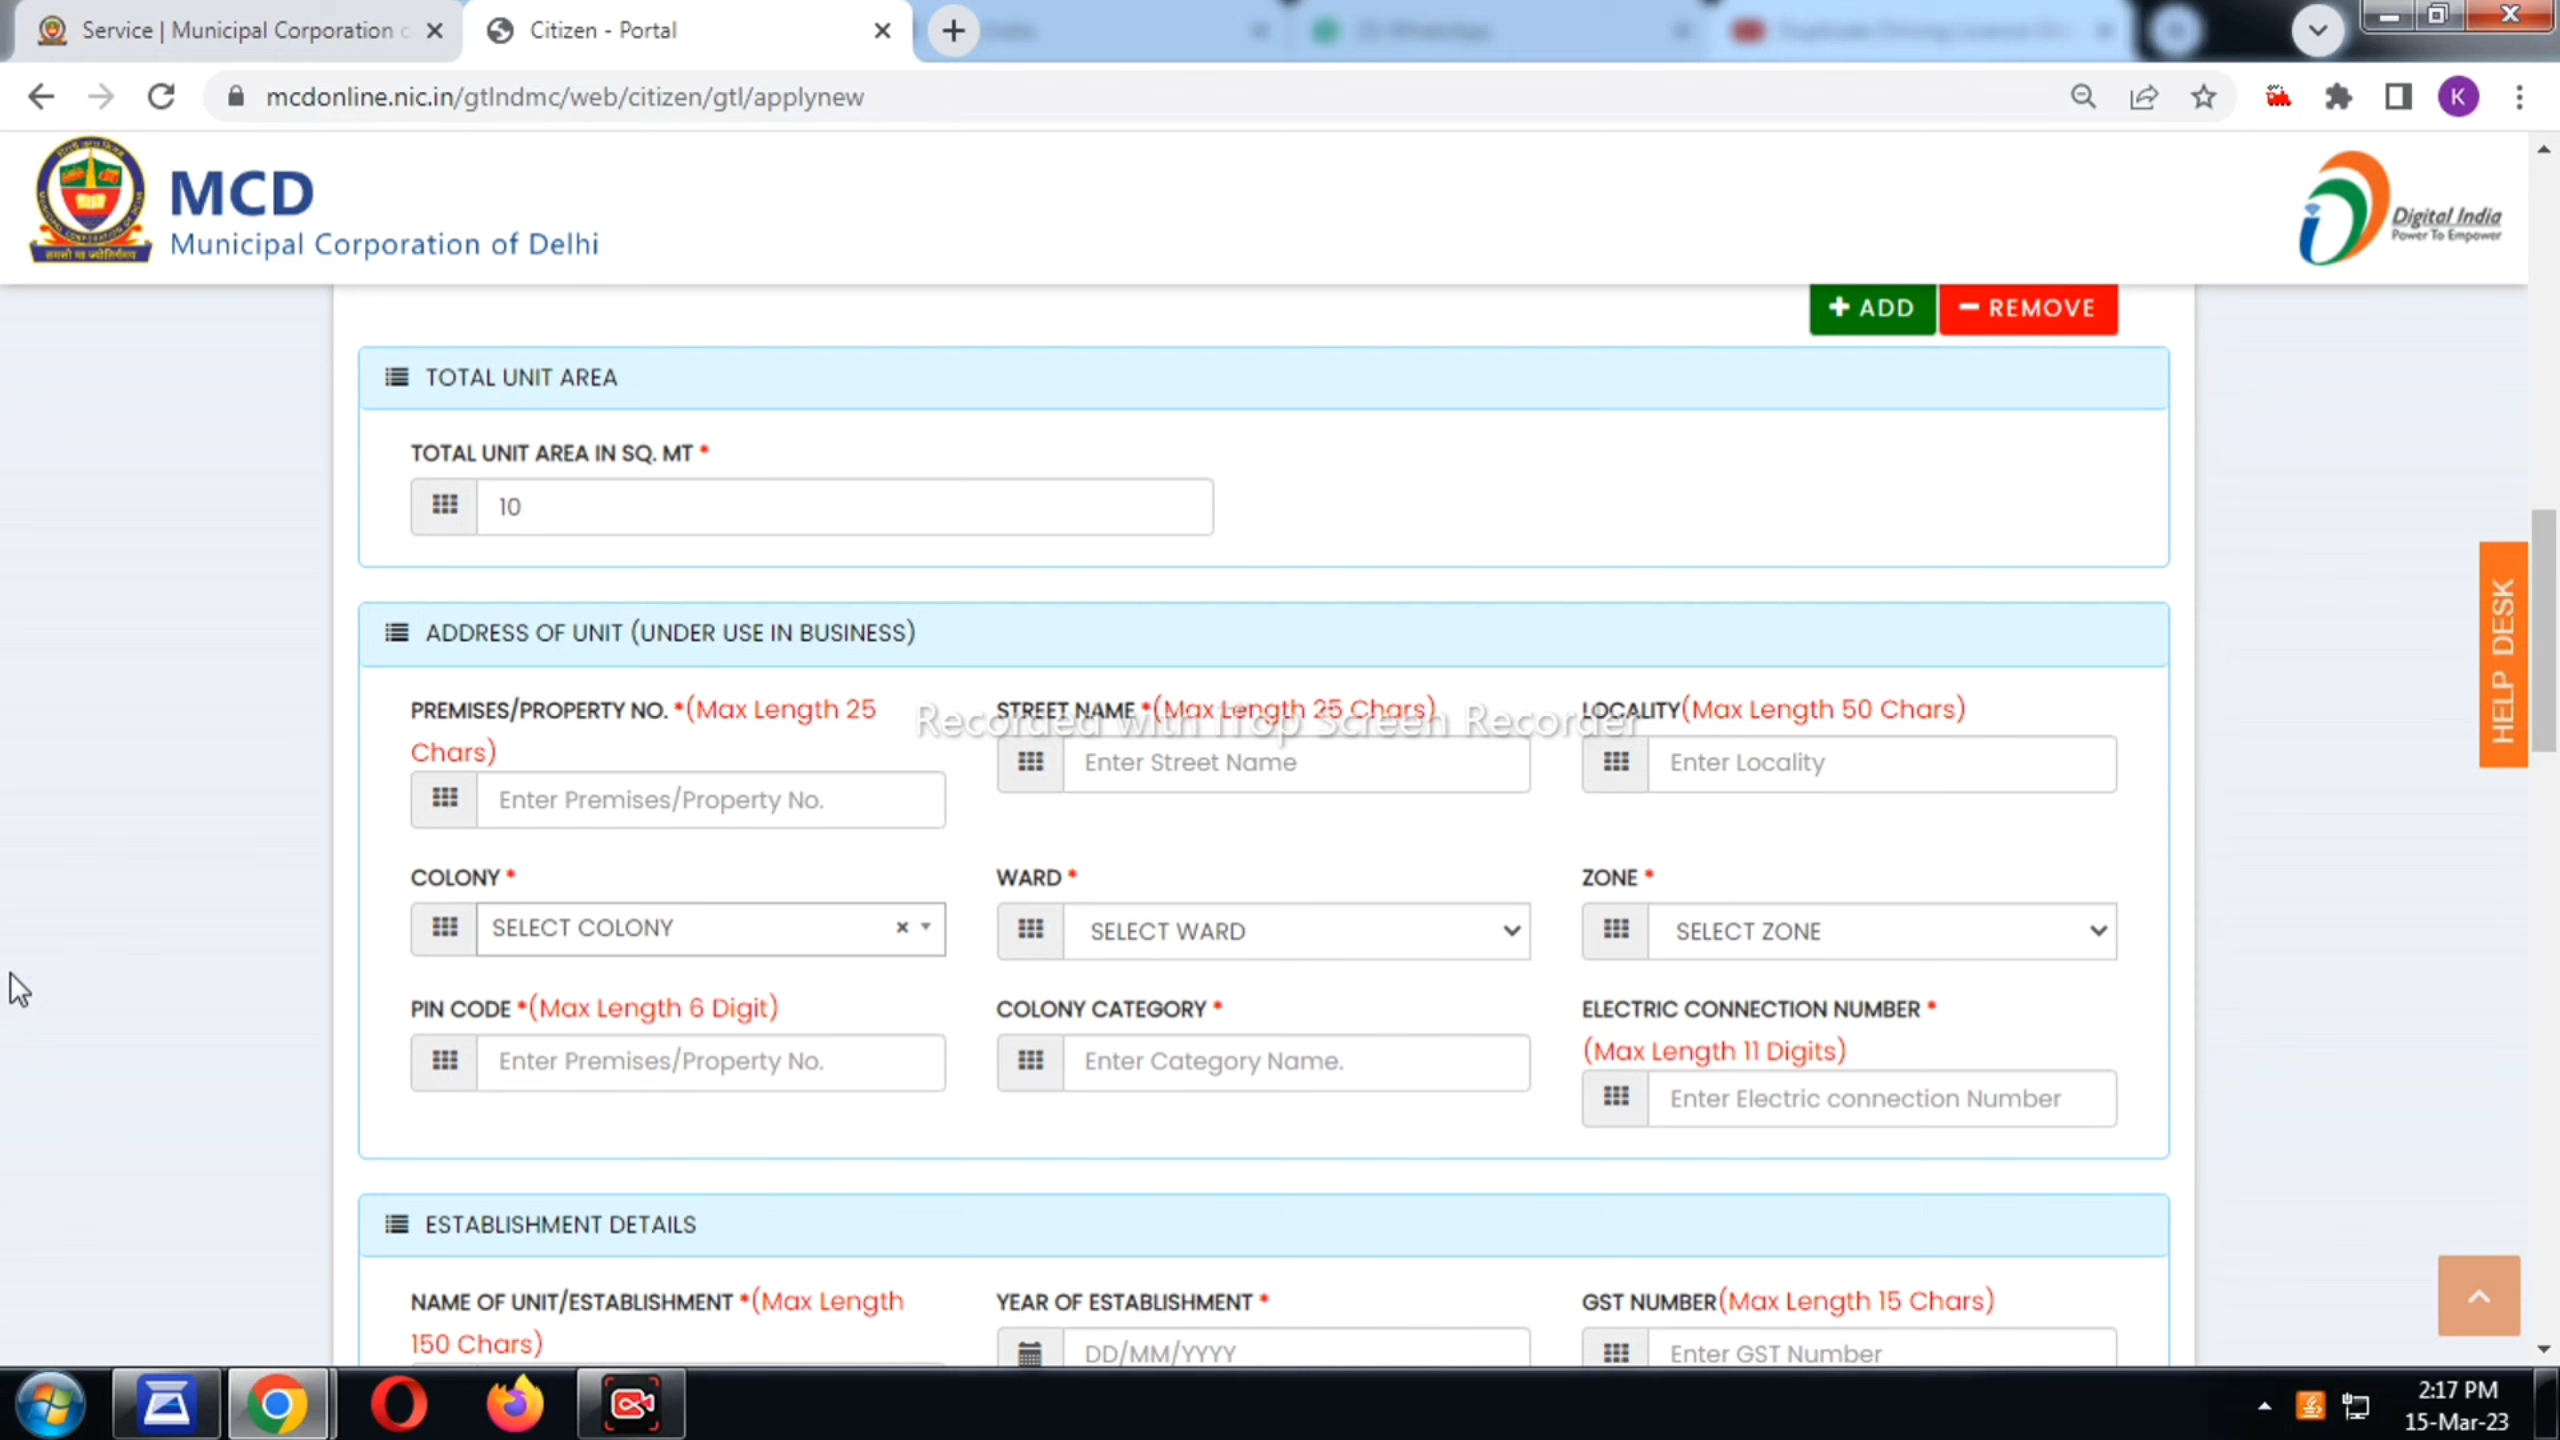 Service | Municipal Corporation
Citizen - Portal
WhatsApp
mcdonline.nic.in/gtlndmc/web/citizen/gtl/applynew
K
MCD
Municipal Corporation of Delhi
Digital India
Power To Empower
ADD
REMOVE
TOTAL UNIT AREA
TOTAL UNIT AREA IN SQ. MT *
10
ADDRESS OF UNIT (UNDER USE IN BUSINESS)
PREMISES/PROPERTY NO. *(Max Length 25 Chars)
STREET NAME *(Max Length 25 Chars)
LOCALITY(Max Length 50 Chars)
Recorded with iTop Screen Recorder
Enter Premises/Property No.
Enter Street Name
Enter Locality
COLONY *
WARD *
ZONE *
SELECT COLONY
SELECT WARD
SELECT ZONE
PIN CODE *(Max Length 6 Digit)
COLONY CATEGORY *
ELECTRIC CONNECTION NUMBER *
(Max Length 11 Digits)
Enter Premises/Property No.
Enter Category Name.
Enter Electric connection Number
HELP DESK
ESTABLISHMENT DETAILS
NAME OF UNIT/ESTABLISHMENT *(Max Length
150 Chars)
YEAR OF ESTABLISHMENT *
GST NUMBER(Max Length 15 Chars)
DD/MM/YYYY
Enter GST Number
2:17 PM
15-Mar-23